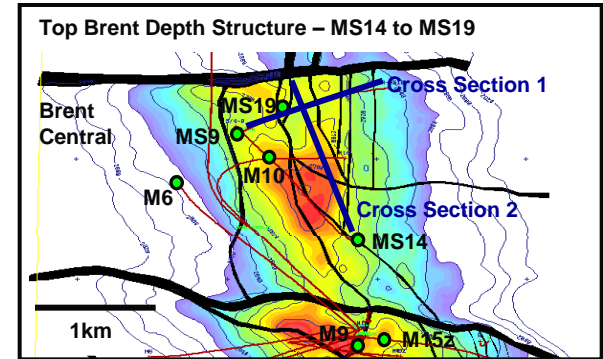 Top Brent Depth Structure – MS14 to MS19
Cross Section 1
MS19
Brent
Central
MS9
M10
M6
Cross Section 2
MS14
1km
M9
M15z